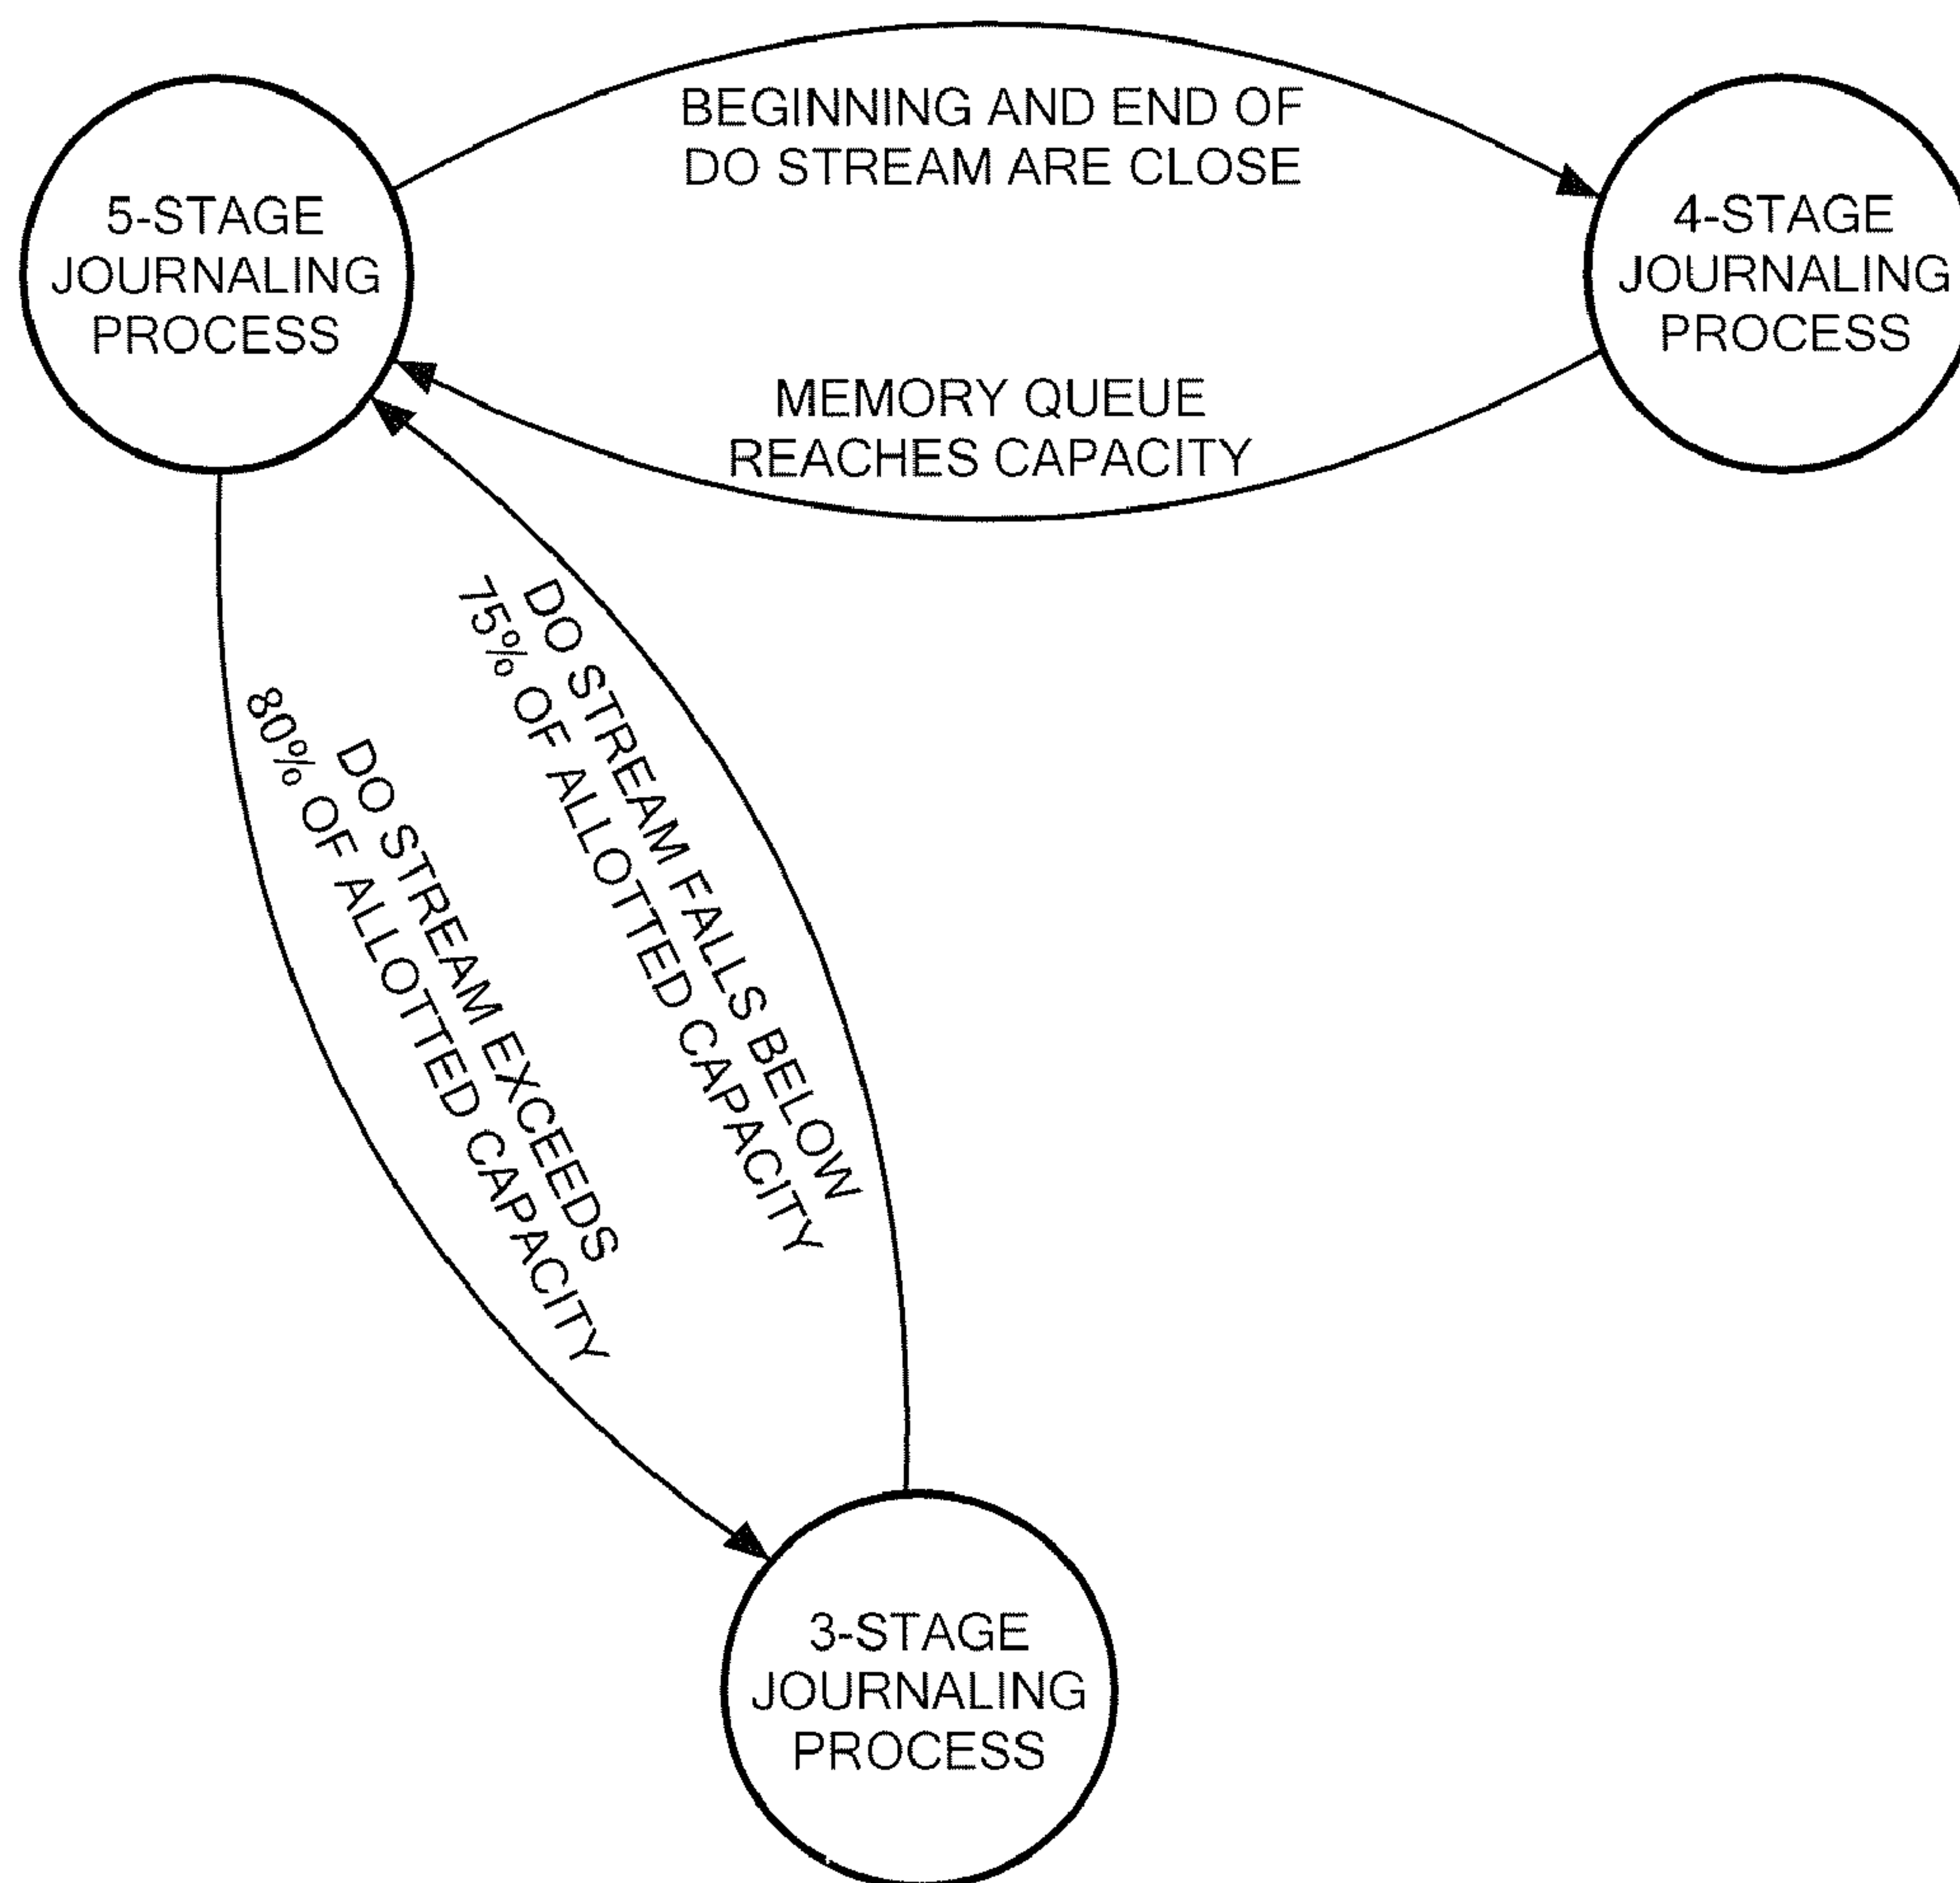 BEGINNING AND END OF
DO STREAM ARE CLOSE
5-STAGE
JOURNALING
PROCESS
4-STAGE
JOURNALING
PROCESS
MEMORY QUEUE
REACHES CAPACITY
DO STREAM FALLS BELOW
75% OF ALLOTTED CAPACITY
DO STREAM EXCEEDS
80% OF ALLOTTED CAPACITY
3-STAGE
JOURNALING
PROCESS